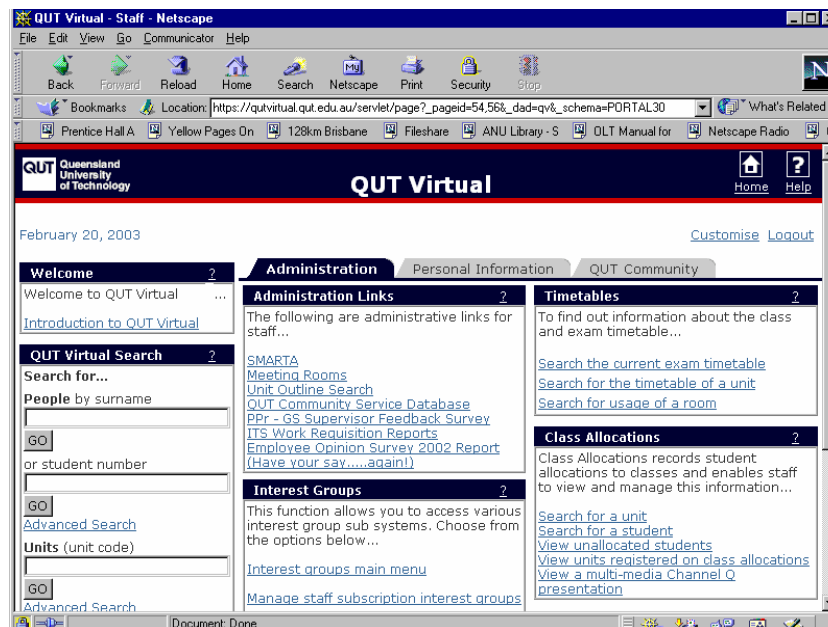 QUT Virtual - Staff - Netscape
File Edit View Go Communicator Help
Back Forward Reload Home Search Netscape Print Security Stop
My
N
Bookmarks Location: https://qutvirtual.qut.edu.au/servlet/page?_pageid=54,56&_dad=qv&_schema=PORTAL30 What's Related
Prentice Hall A Yellow Pages On 128km Brisbane Fileshare ANU Library - S OLT Manual for Netscape Radio
QUT Queensland
University
of Technology
QUT Virtual
Home Help
February 20, 2003
Customise Logout
Administration Personal Information QUT Community
Welcome ?
Welcome to QUT Virtual ...
Introduction to QUT Virtual
QUT Virtual Search ?
Search for...
People by surname
GO
or student number
GO
Advanced Search
Units (unit code)
GO
Advanced Search
Administration Links ?
The following are administrative links for
staff...
SMARTA
Meeting Rooms
Unit Outline Search
QUT Community Service Database
PPr - GS Supervisor Feedback Survey
ITS Work Requisition Reports
Employee Opinion Survey 2002 Report
(Have your say.....again!)
Interest Groups ?
This function allows you to access various
interest group sub systems. Choose from
the options below...
Interest groups main menu
Manage staff subscription interest groups
Timetables ?
To find out information about the class
and exam timetable...
Search the current exam timetable
Search for the timetable of a unit
Search for usage of a room
Class Allocations ?
Class Allocations records student
allocations to classes and enables staff
to view and manage this information...
Search for a unit
Search for a student
View unallocated students
View units registered on class allocations
View a multi-media Channel Q
presentation
Document: Done